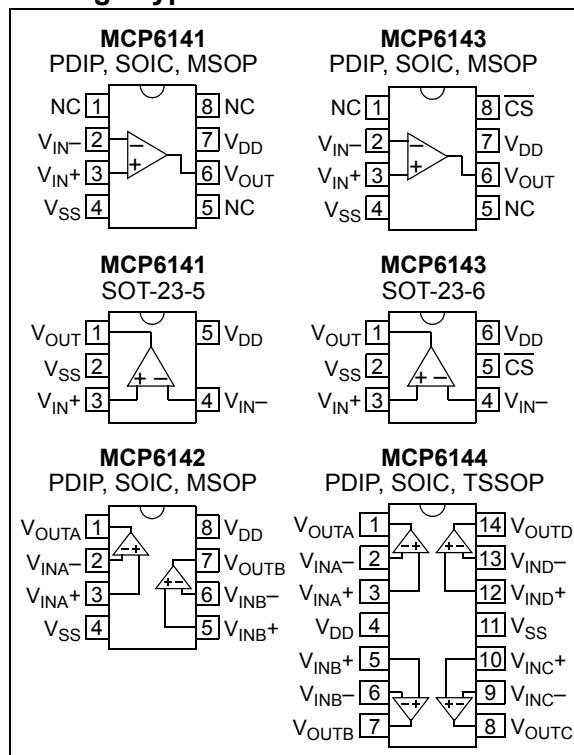 MCP6141
PDIP, SOIC, MSOP
NC 1 8 NC
VIN– 2 7 VDD
VIN+ 3 6 VOUT
VSS 4 5 NC
– +
MCP6143
PDIP, SOIC, MSOP
NC 1 8 CS
VIN– 2 7 VDD
VIN+ 3 6 VOUT
VSS 4 5 NC
– +
MCP6141
SOT-23-5
VOUT 1 5 VDD
VSS 2
VIN+ 3 4 VIN–
+ –
MCP6143
SOT-23-6
VOUT 1 6 VDD
VSS 2 5 CS
VIN+ 3 4 VIN–
+ –
MCP6142
PDIP, SOIC, MSOP
VOUTA 1 8 VDD
VINA– 2 7 VOUTB
VINA+ 3 6 VINB–
VSS 4 5 VINB+
– +
+ –
MCP6144
PDIP, SOIC, TSSOP
VOUTA 1 14 VOUTD
VINA– 2 13 VIND–
VINA+ 3 12 VIND+
VDD 4 11 VSS
VINB+ 5 10 VINC+
VINB– 6 9 VINC–
VOUTB 7 8 VOUTC
– + + –
– + + –